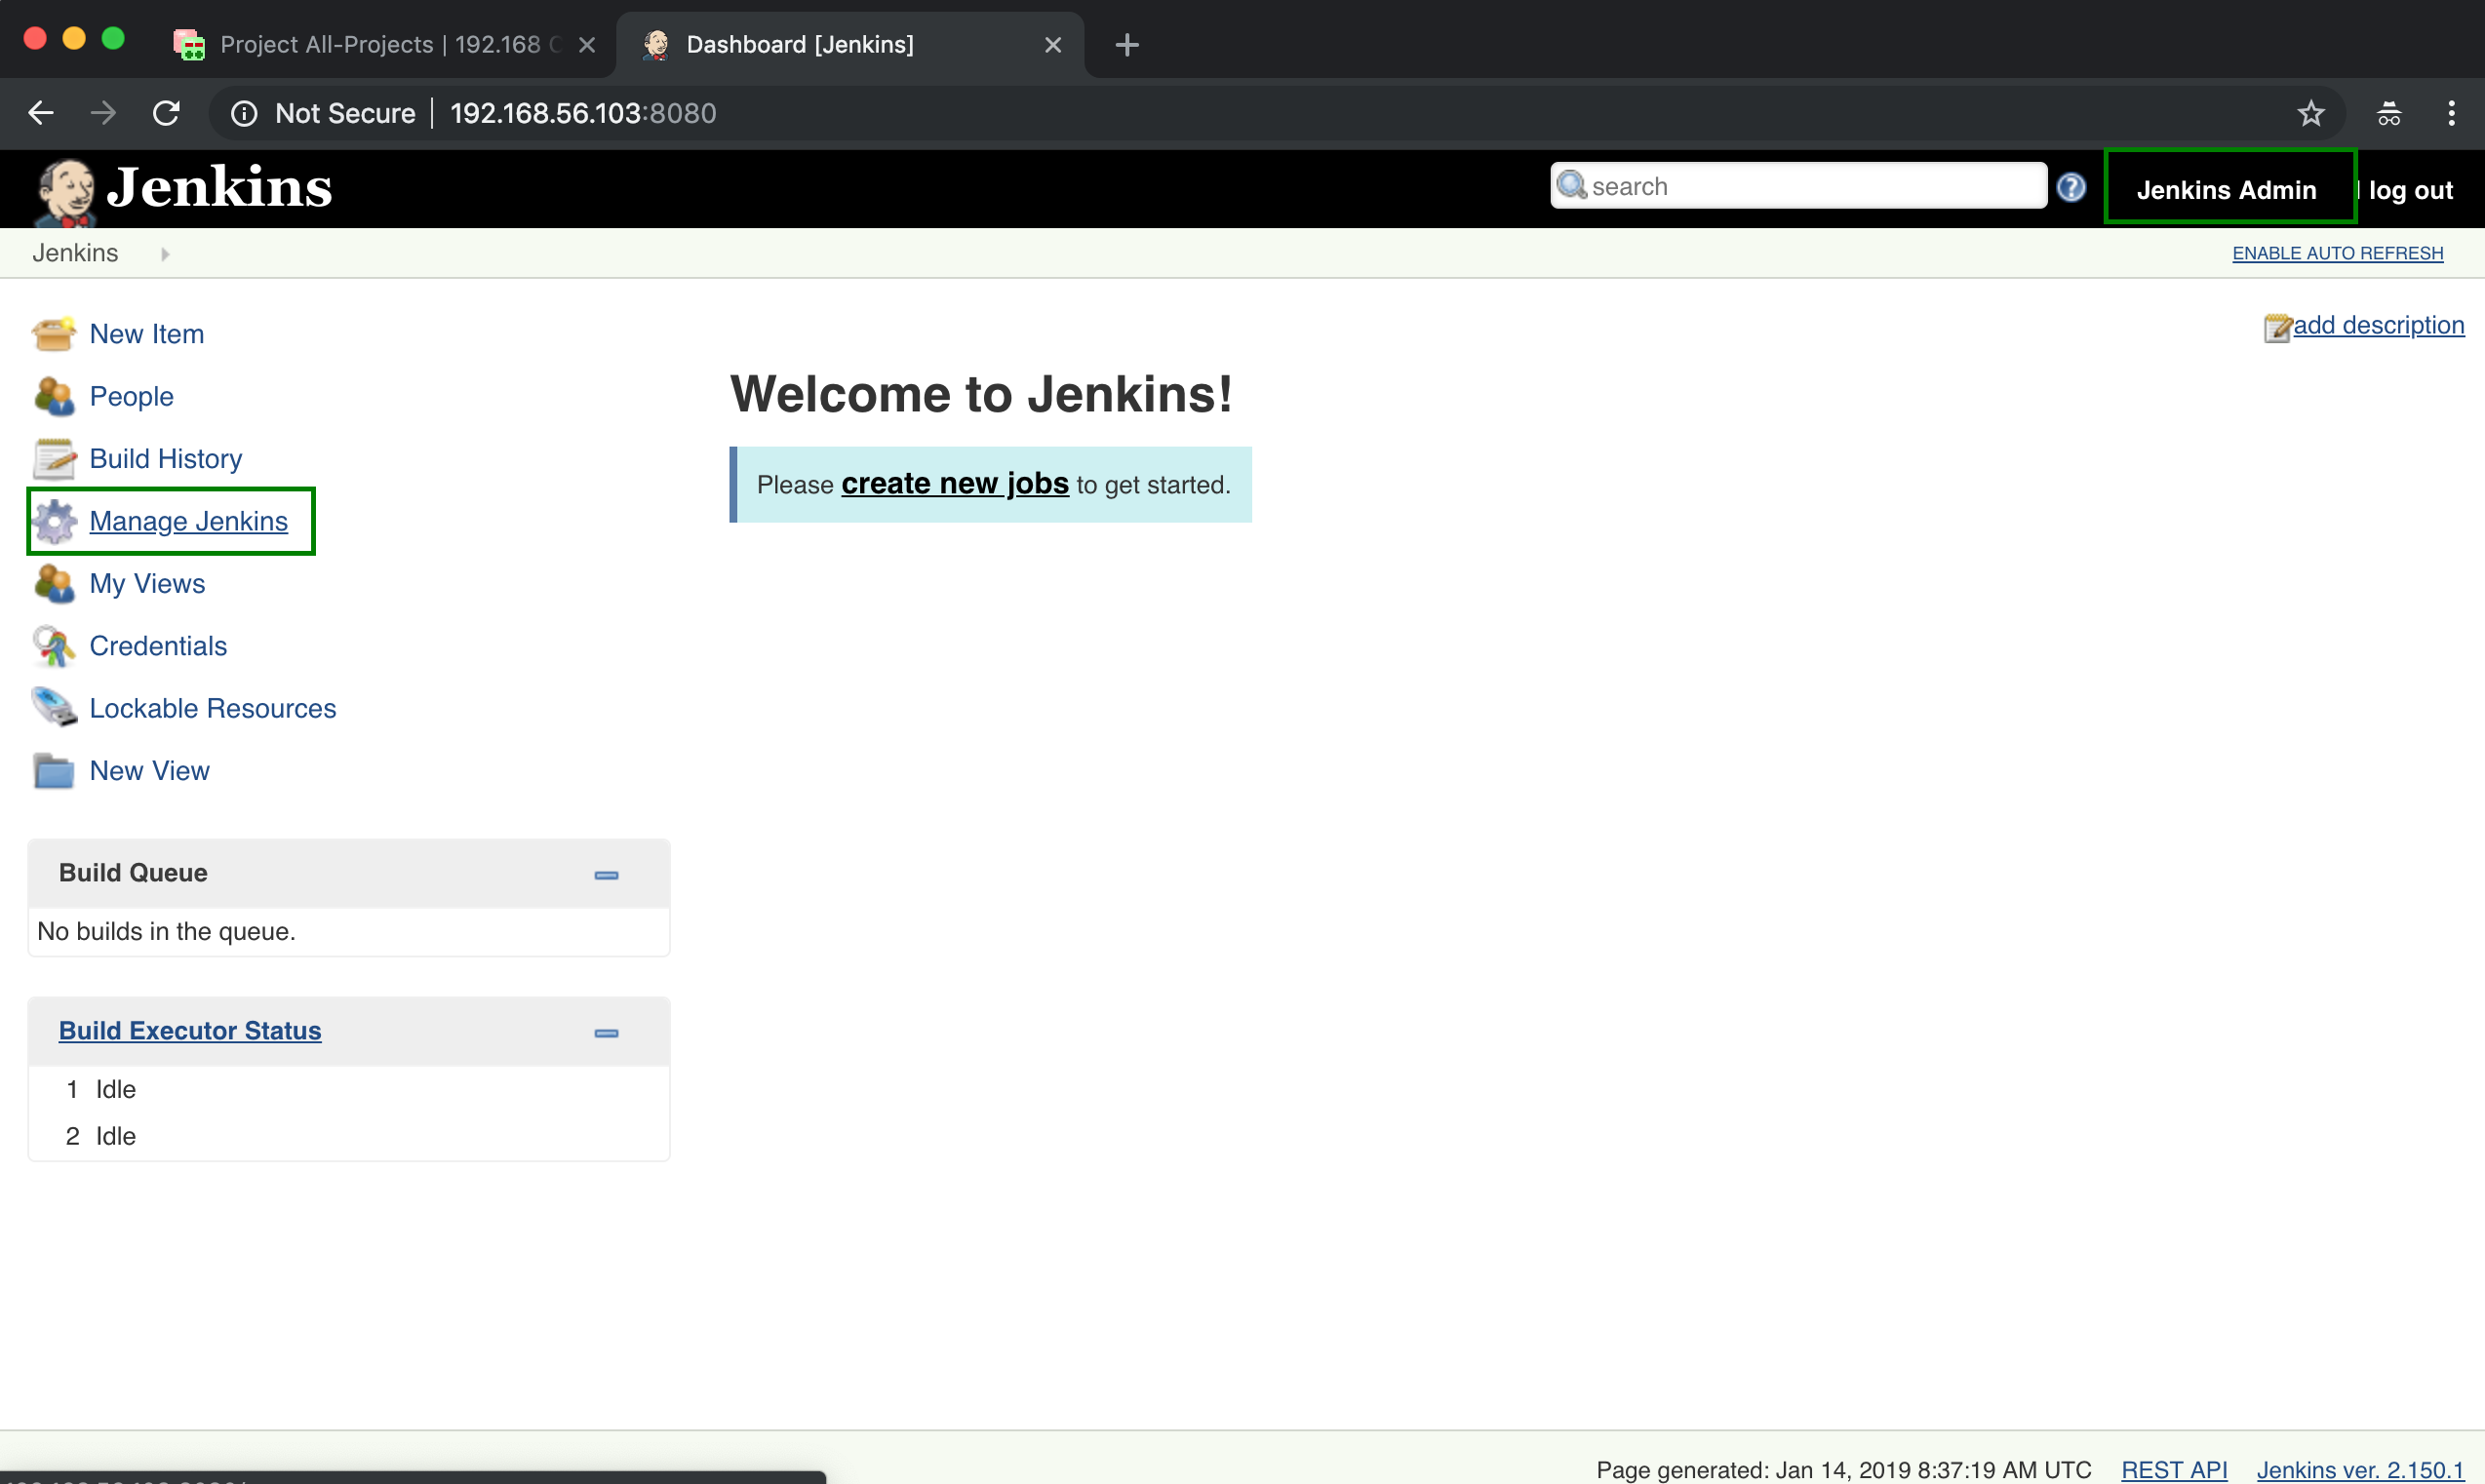 Project All-Projects | 192.168
Dashboard [Jenkins]
Not Secure
192.168.56.103:8080
Jenkins
search
Jenkins Admin
log out
Jenkins
ENABLE AUTO REFRESH
New Item
add description
People
Build History
Manage Jenkins
My Views
Credentials
Lockable Resources
New View
Welcome to Jenkins!
Please create new jobs to get started.
Build Queue
No builds in the queue.
Build Executor Status
1 Idle
2 Idle
Page generated: Jan 14, 2019 8:37:19 AM UTC
REST API
Jenkins ver. 2.150.1